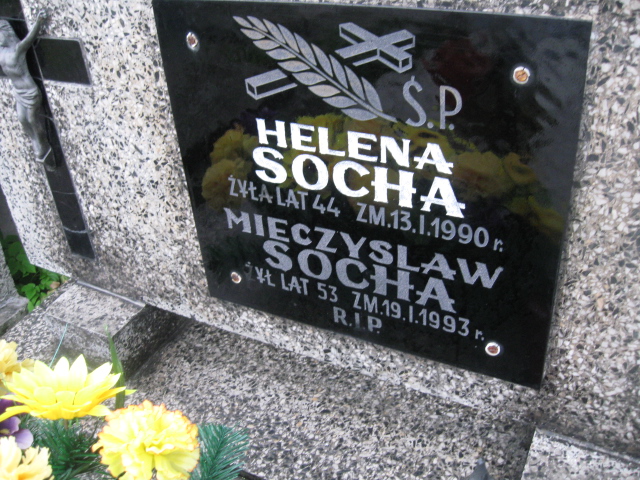 Ś.P.
HELENA
SOCHA
ŻYŁA LAT 44 ZM.13.I.1990 r.
MIECZYSŁAW
SOCHA
ŻYŁ LAT 53 ZM.19.I.1993 r.
R.I.P